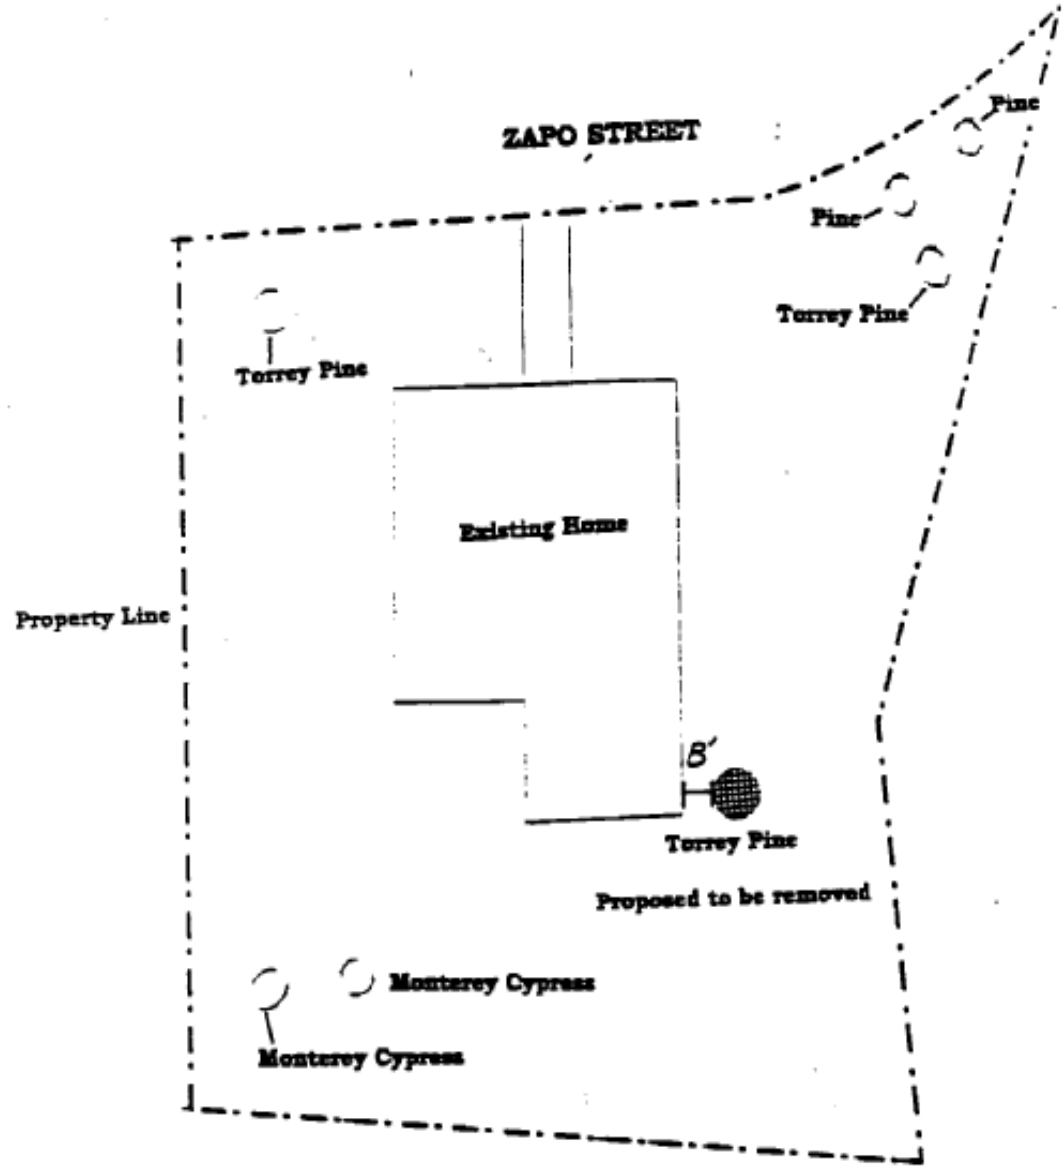 Pine
ZAPO STREET
Pine
Torrey Pine
Torrey Pine
Existing Home
Property Line
8'
Torrey Pine
Proposed to be removed
Monterey Cypress
Monterey Cypress